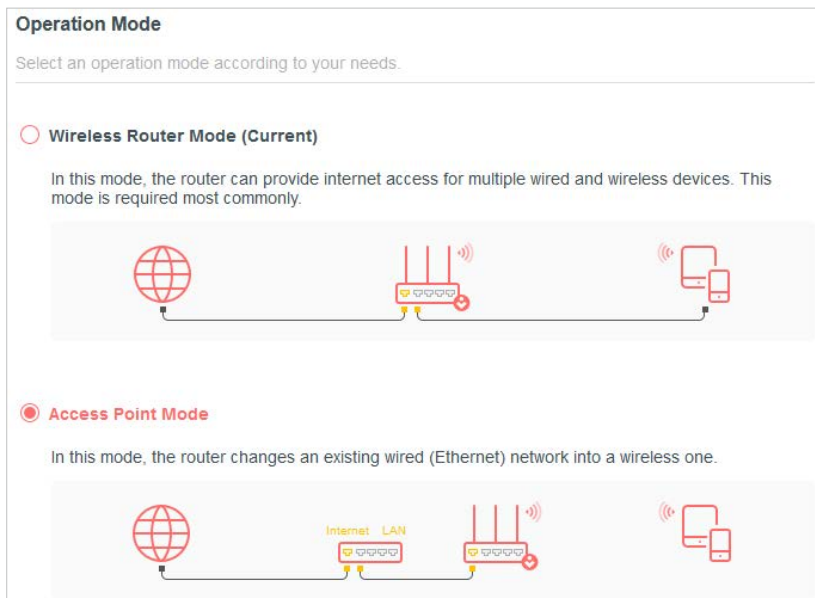 Operation Mode
Select an operation mode according to your needs.
Wireless Router Mode (Current)
In this mode, the router can provide internet access for multiple wired and wireless devices. This
mode is required most commonly.
Access Point Mode
In this mode, the router changes an existing wired (Ethernet) network into a wireless one.
Internet LAN